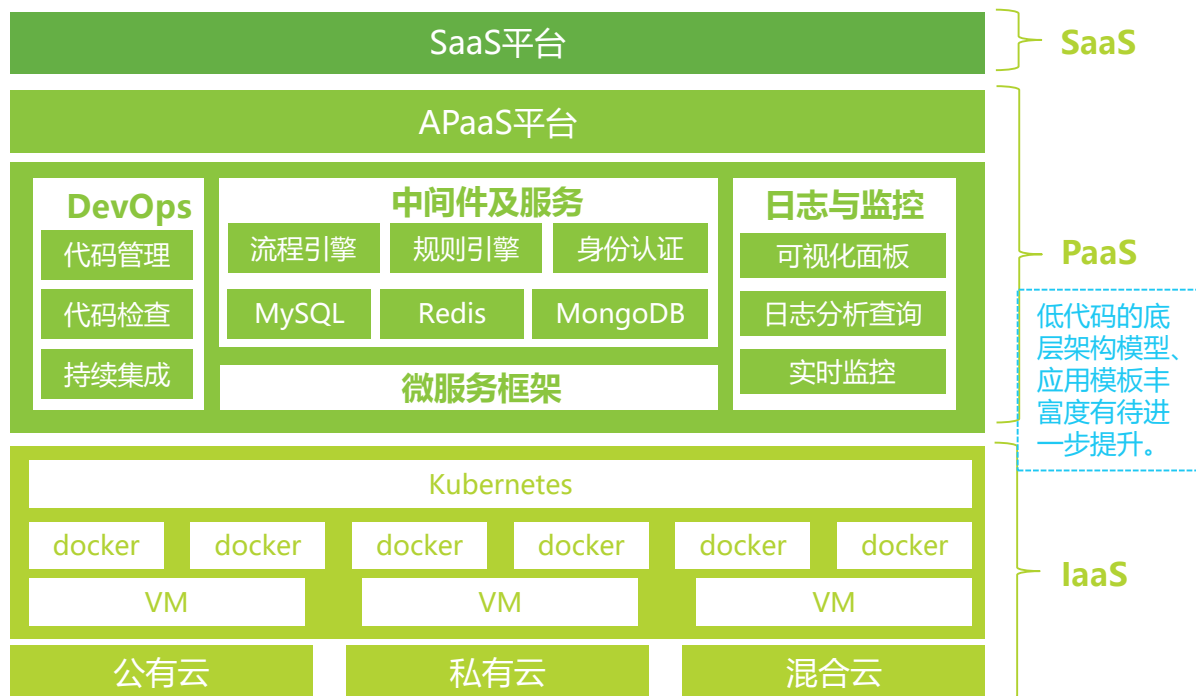 SaaS平台
SaaS
APaaS平台
DevOps
代码管理
代码检查
持续集成
中间件及服务
流程引擎
规则引擎
身份认证
MySQL
Redis
MongoDB
微服务框架
日志与监控
可视化面板
日志分析查询
实时监控
PaaS
低代码的底
层架构模型、
应用模板丰
富度有待进
一步提升。
Kubernetes
docker
docker
docker
docker
docker
docker
VM
VM
VM
IaaS
公有云
私有云
混合云